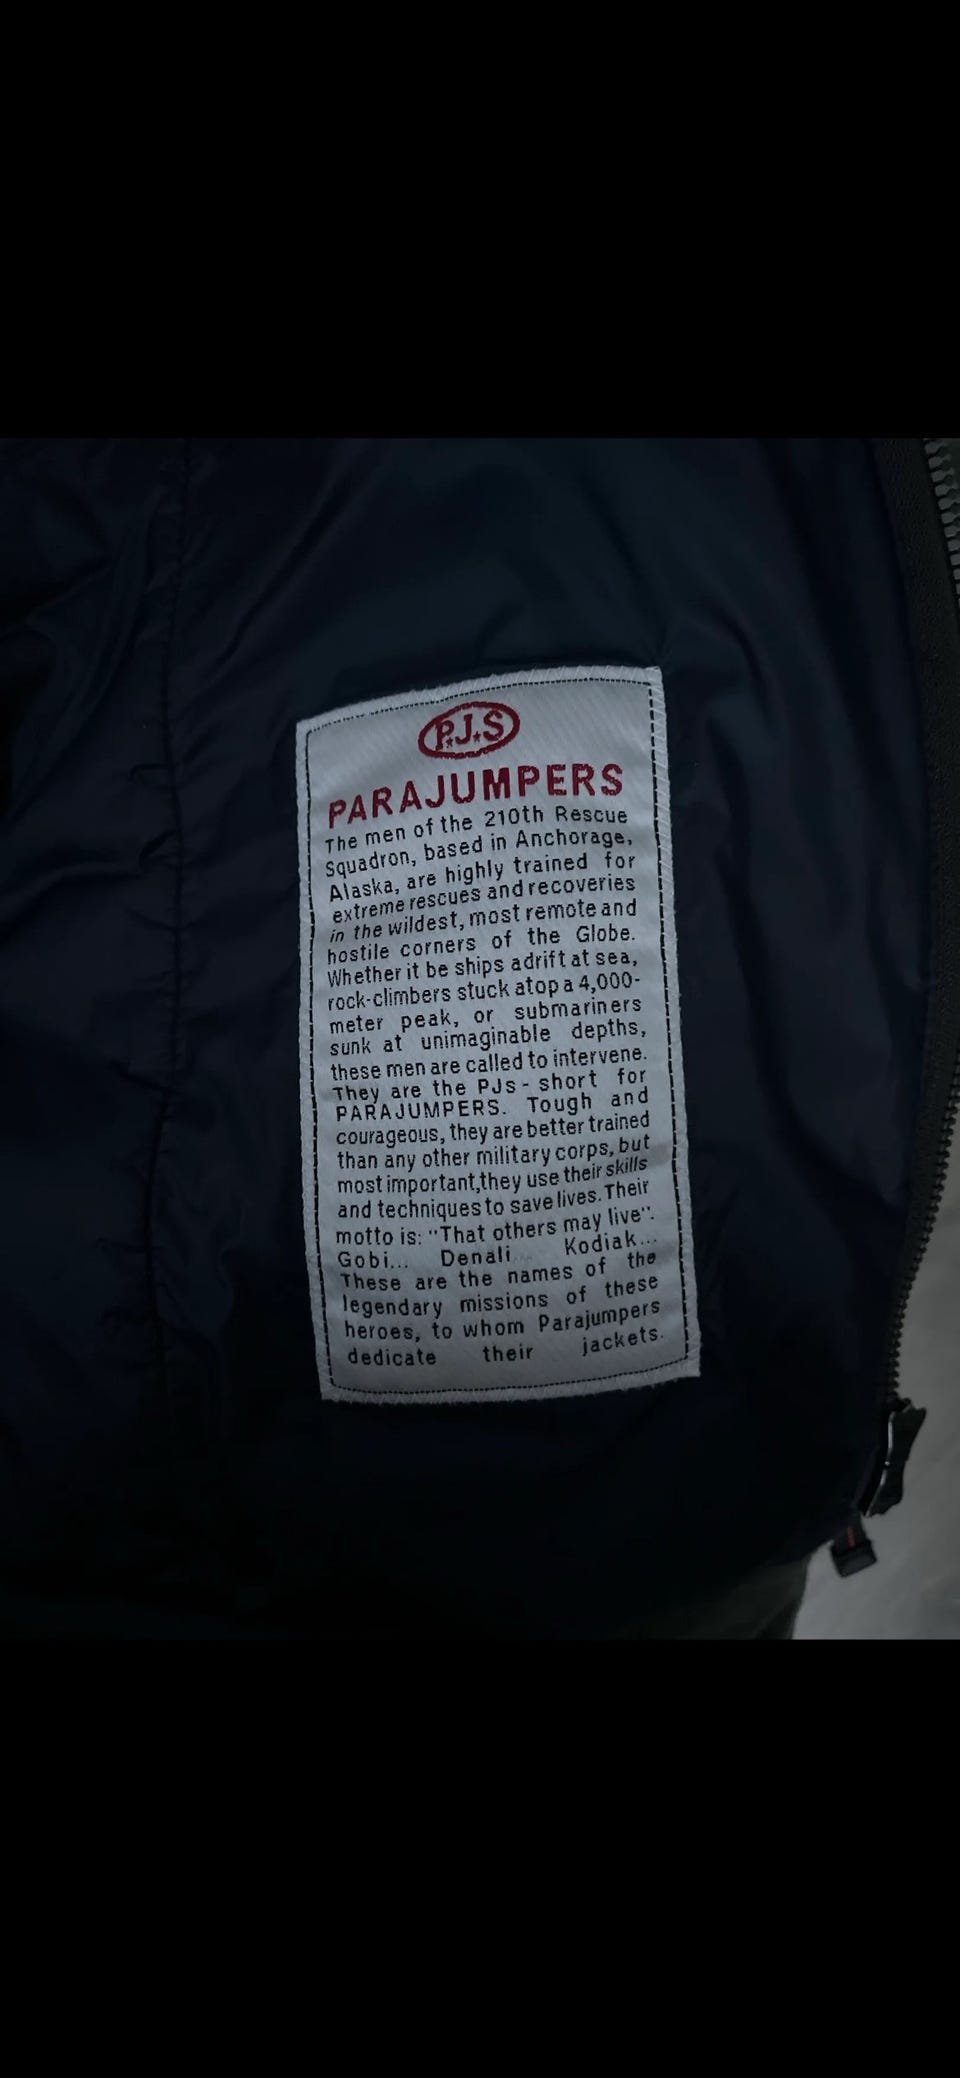 P.J.S
PARAJUMPERS
The men of the 210th Rescue
Squadron, based in Anchorage,
Alaska, are highly trained for
extreme rescues and recoveries
in the wildest, most remote and
hostile corners of the Globe.
Whether it be ships adrift at sea,
rock-climbers stuck atop a 4,000-
meter peak, or submariners
sunk at unimaginable depths,
these men are called to intervene.
They are the PJs - short for
PARAJUMPERS. Tough and
courageous, they are better trained
than any other military corps, but
most important,they use their skills
and techniques to save lives. Their
motto is: "That others may live".
Gobi... Denali... Kodiak...
These are the names of the
legendary missions of these
heroes, to whom Parajumpers
dedicate their jackets.